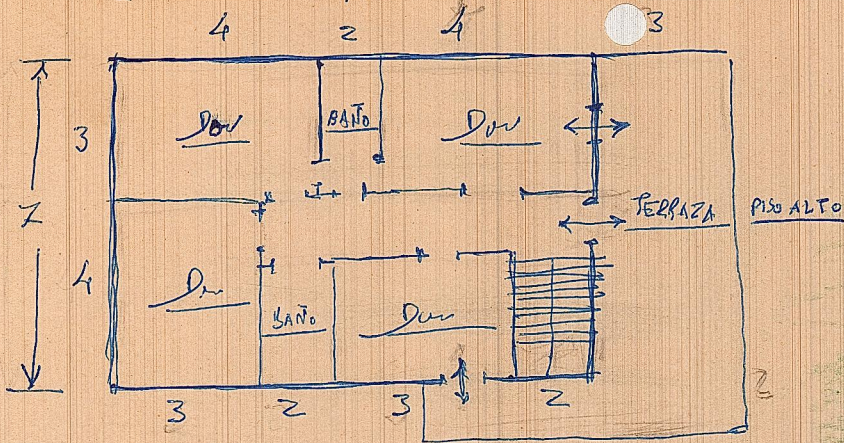 4 2 4 3
Dor BAÑO Dor
3
7
TERRAZA PISO ALTO
4
Dor BAÑO Dor
3 2 3 2
2